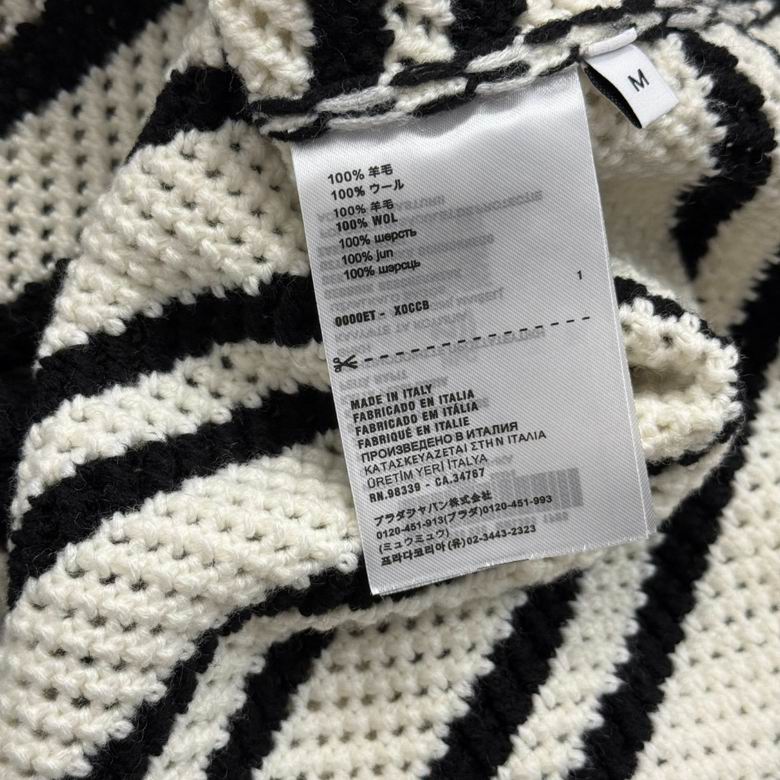 M
100% 羊毛
100% ウール
100% 羊毛
100% WOL
100% шерсть
100% jun
100% шэрсць
0000ET - X0CCB
1
MADE IN ITALY
FABRICADO EN ITALIA
FABRICADO EM ITÁLIA
FABRIQUÉ EN ITALIE
ПРОИЗВЕДЕНО В ИТАЛИЯ
ΚΑΤΑΣΚΕΥΑΖΕΤΑΙ ΣΤΗ Ν ΙΤΑΛΙΑ
ÜRETİM YERİ İTALYA
RN.98339 - CA.34767
プラダジャパン株式会社
0120-451-913(プラダ)0120-451-993
(ミュウミュウ)
프라다코리아 (유)02-3443-2323